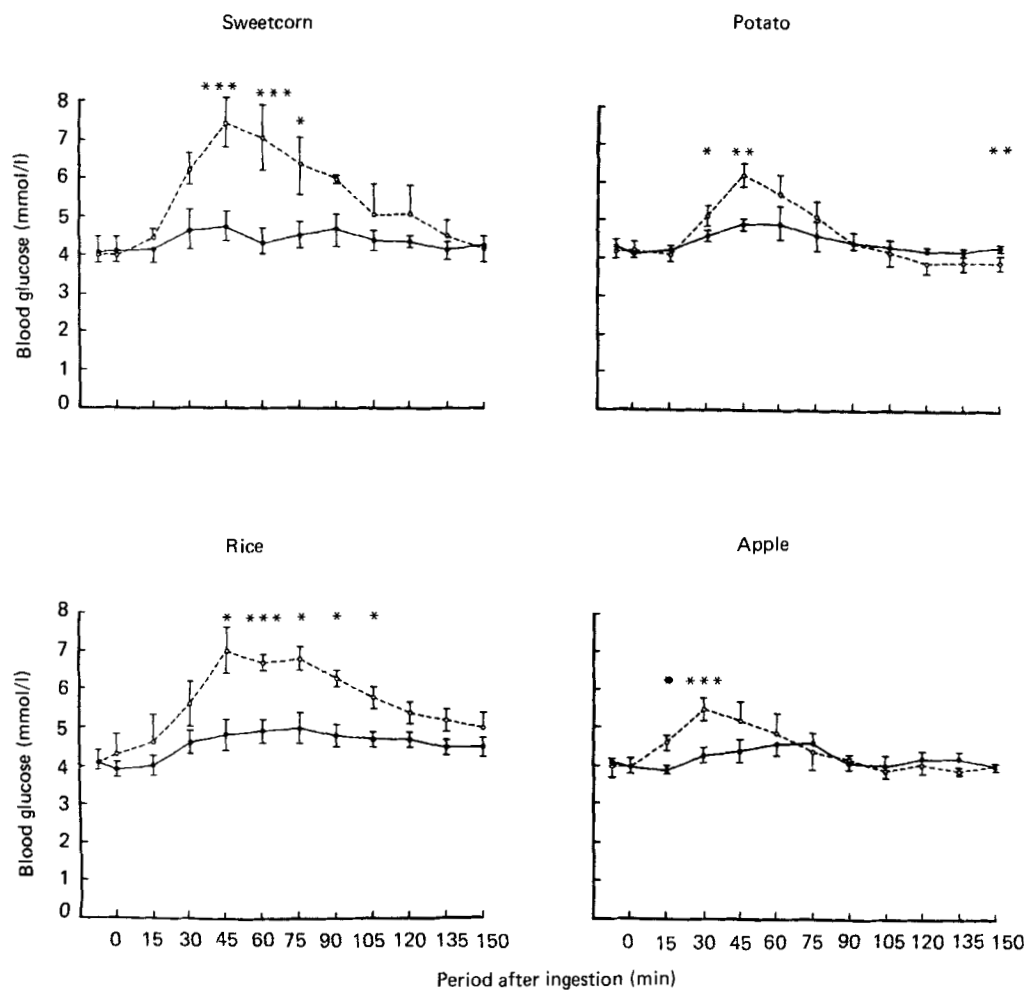 Sweetcorn
Potato
*** *** *
* ** **
Blood glucose (mmol/l)
8
7
6
5
4
3
2
1
0
Rice
Apple
* *** * * *
• ***
Blood glucose (mmol/l)
8
7
6
5
4
3
2
1
0
0 15 30 45 60 75 90 105 120 135 150
0 15 30 45 60 75 90 105 120 135 150
Period after ingestion (min)